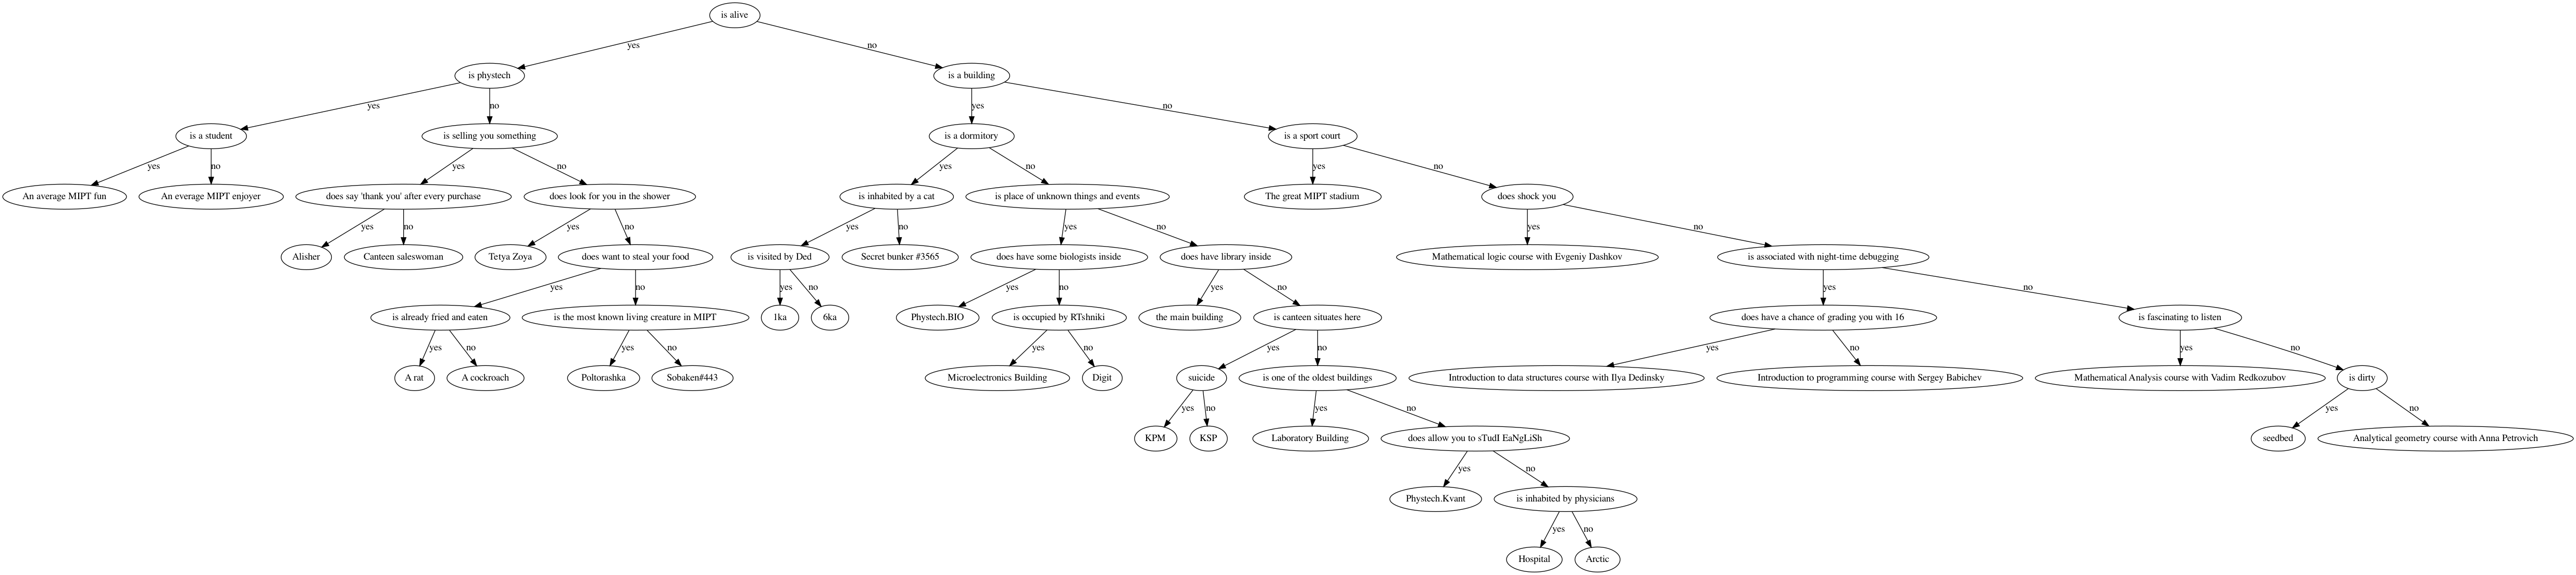 is alive
yes
no
is phystech
is a building
yes
no
yes
no
is a student
is selling you something
is a dormitory
is a sport court
yes
no
yes
no
yes
no
yes
no
An average MIPT fun
An everage MIPT enjoyer
does say 'thank you' after every purchase
does look for you in the shower
is inhabited by a cat
is place of unknown things and events
The great MIPT stadium
does shock you
yes
no
yes
no
yes
no
yes
no
yes
no
Alisher
Canteen saleswoman
Tetya Zoya
does want to steal your food
is visited by Ded
Secret bunker #3565
does have some biologists inside
does have library inside
Mathematical logic course with Evgeniy Dashkov
is associated with night-time debugging
yes
no
yes
no
yes
no
yes
no
yes
no
is already fried and eaten
is the most known living creature in MIPT
1ka
6ka
Phystech.BIO
is occupied by RTshniki
the main building
is canteen situates here
does have a chance of grading you with 16
is fascinating to listen
yes
no
yes
no
yes
no
yes
no
yes
no
yes
no
A rat
A cockroach
Poltorashka
Sobaken#443
Microelectronics Building
Digit
suicide
is one of the oldest buildings
Introduction to data structures course with Ilya Dedinsky
Introduction to programming course with Sergey Babichev
Mathematical Analysis course with Vadim Redkozubov
is dirty
yes
no
yes
no
yes
no
KPM
KSP
Laboratory Building
does allow you to sTudI EaNgLiSh
seedbed
Analytical geometry course with Anna Petrovich
yes
no
Phystech.Kvant
is inhabited by physicians
yes
no
Hospital
Arctic